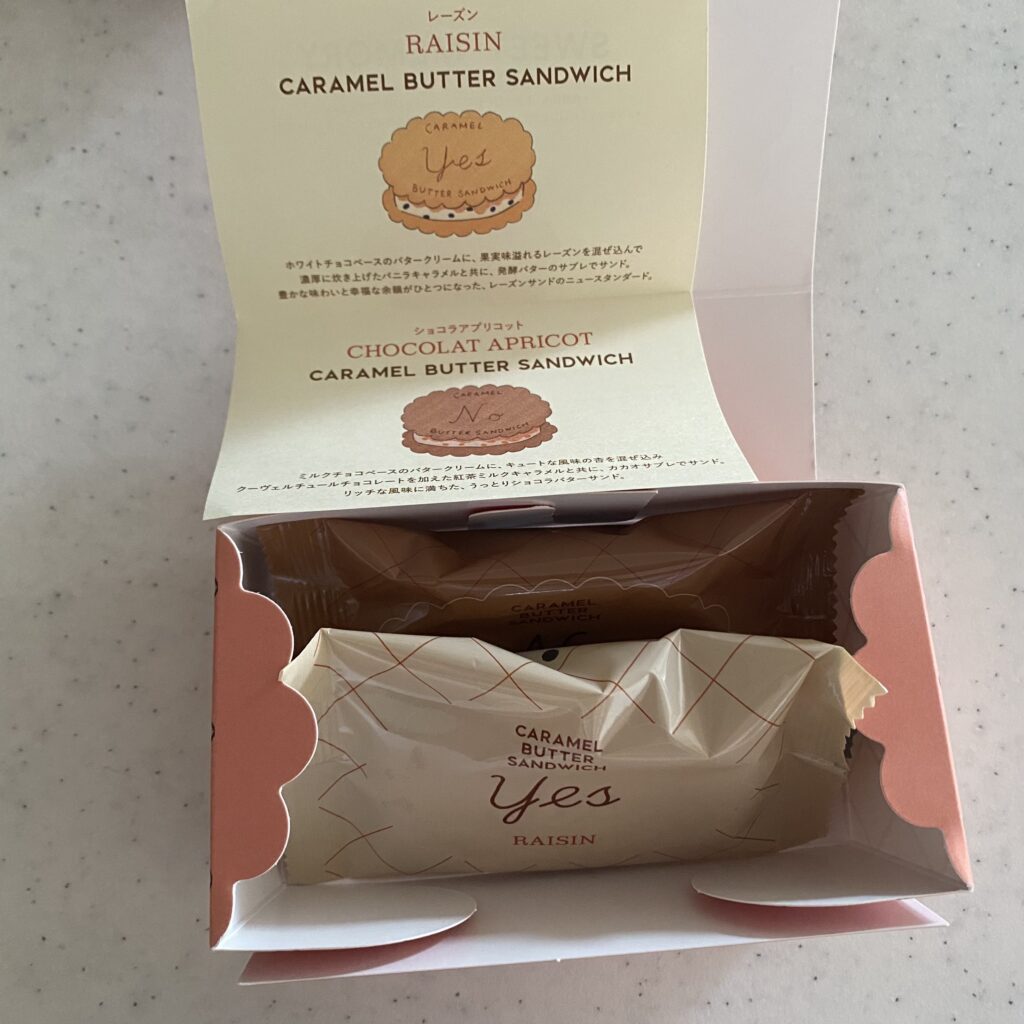 レーズン
RAISIN
CARAMEL BUTTER SANDWICH
CARAMEL
Yes
BUTTER SANDWICH
ホワイトチョコベースのバタークリームに、果実味溢れるレーズンを混ぜ込んで
濃厚に炊き上げたバニラキャラメルと共に、発酵バターのサブレでサンド。
豊かな味わいと幸福な余韻がひとつになった、レーズンサンドのニュースタンダード。
ショコラアプリコット
CHOCOLAT APRICOT
CARAMEL BUTTER SANDWICH
CARAMEL
No
BUTTER SANDWICH
ミルクチョコベースのバタークリームに、キュートな風味の杏を混ぜ込み
クーヴェルチュールチョコレートを加えた紅茶ミルクキャラメルと共に、カカオサブレでサンド。
リッチな風味に満ちた、うっとりショコラバターサンド。
CARAMEL
BUTTER
SANDWICH
CARAMEL
BUTTER
SANDWICH
Yes
RAISIN